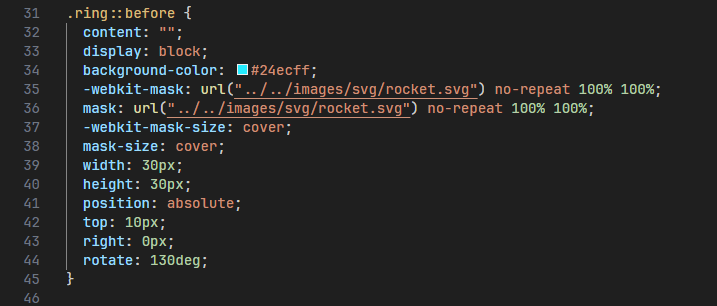 31 .ring::before {
32 content: "";
33 display: block;
34 background-color: #24ecff;
35 -webkit-mask: url("../../images/svg/rocket.svg") no-repeat 100% 100%;
36 mask: url("../../images/svg/rocket.svg") no-repeat 100% 100%;
37 -webkit-mask-size: cover;
38 mask-size: cover;
39 width: 30px;
40 height: 30px;
41 position: absolute;
42 top: 10px;
43 right: 0px;
44 rotate: 130deg;
45 }
46